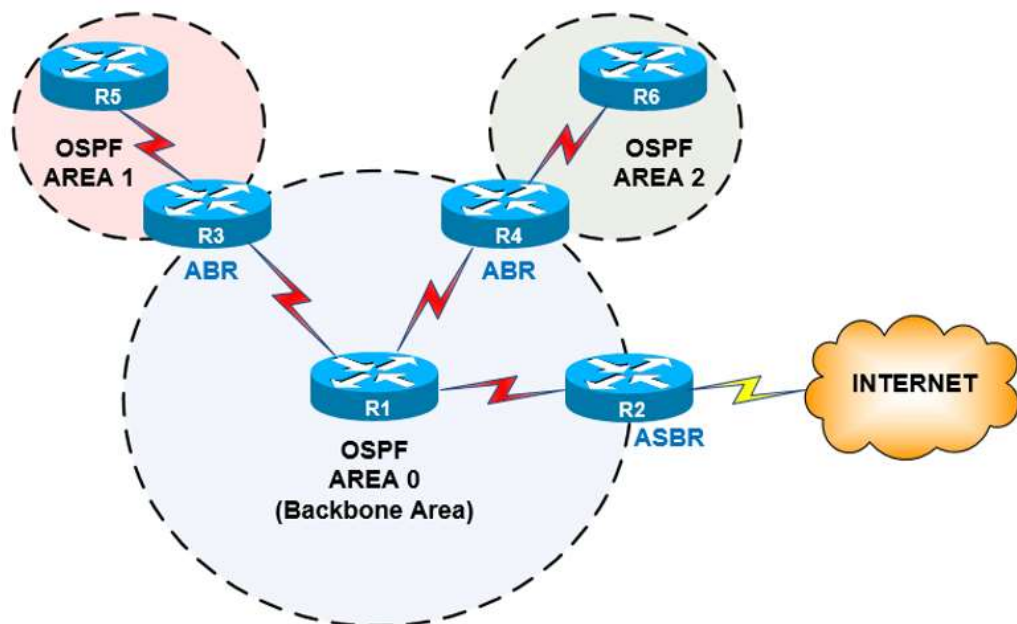 R5
OSPF
AREA 1
R3
ABR
R6
OSPF
AREA 2
R4
ABR
R1
OSPF
AREA 0
(Backbone Area)
R2
ASBR
INTERNET